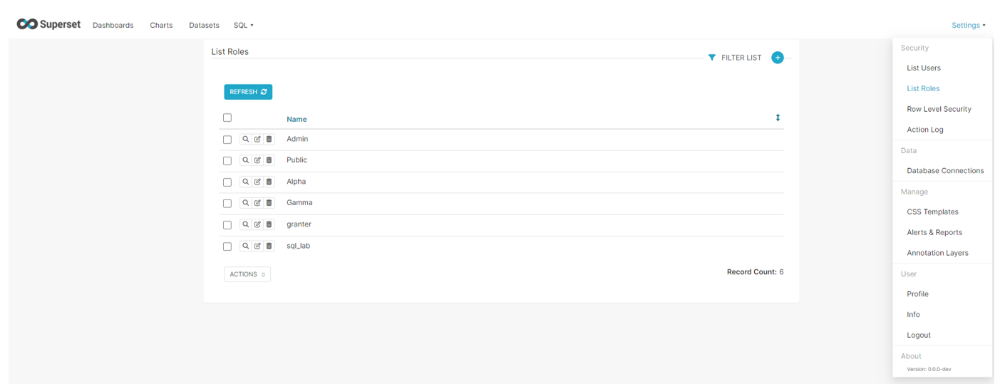 Superset Dashboards Charts Datasets SQL Settings
List Roles
FILTER LIST
REFRESH
Name
Admin
Public
Alpha
Gamma
granter
sql_lab
ACTIONS
Record Count: 6
Security
List Users
List Roles
Row Level Security
Action Log
Data
Database Connections
Manage
CSS Templates
Alerts & Reports
Annotation Layers
User
Profile
Info
Logout
About
Version: 0.0.0-dev